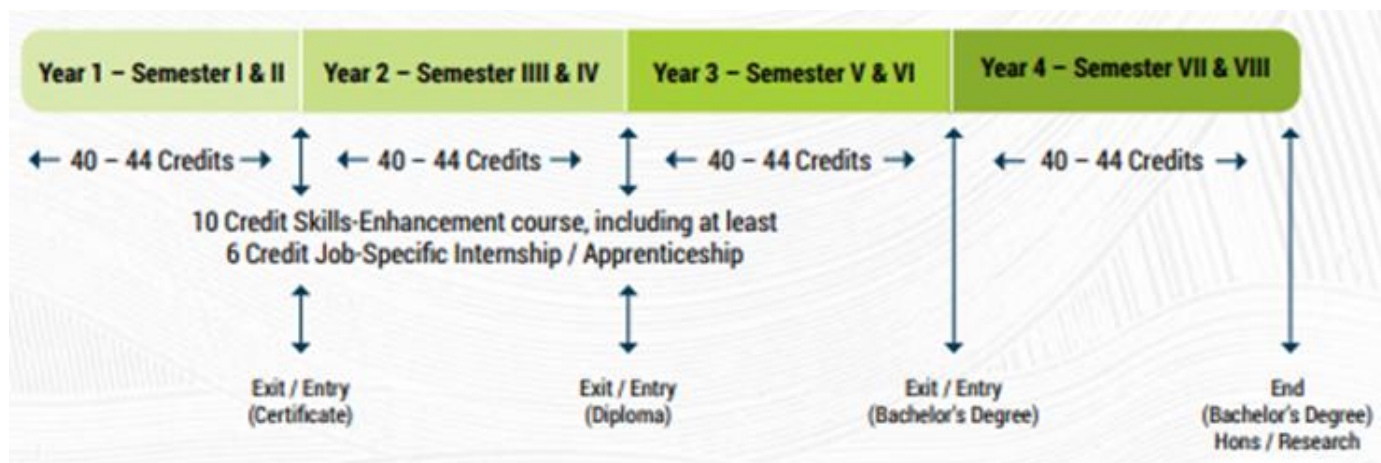 Year 1 – Semester I & II
Year 2 – Semester IIII & IV
Year 3 – Semester V & VI
Year 4 – Semester VII & VIII
40 – 44 Credits
40 – 44 Credits
40 – 44 Credits
40 – 44 Credits
10 Credit Skills-Enhancement course, including at least
6 Credit Job-Specific Internship / Apprenticeship
Exit / Entry
(Certificate)
Exit / Entry
(Diploma)
Exit / Entry
(Bachelor's Degree)
End
(Bachelor's Degree)
Hons / Research